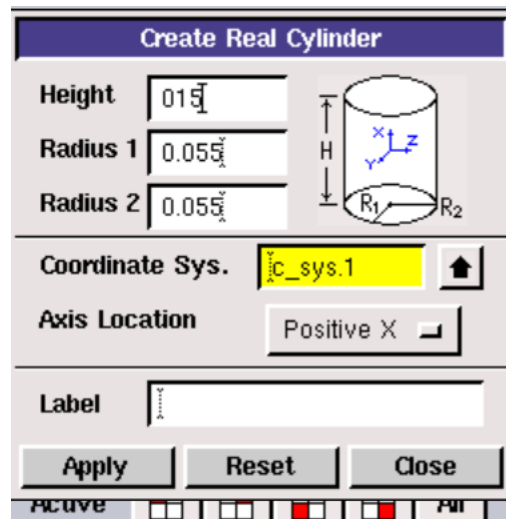 Create Real Cylinder
Height 015
Radius 1 0.055
Radius 2 0.055
H
X
Z
Y
R1
R2
Coordinate Sys. c_sys.1
Axis Location Positive X
Label
Apply Reset Close
Active All